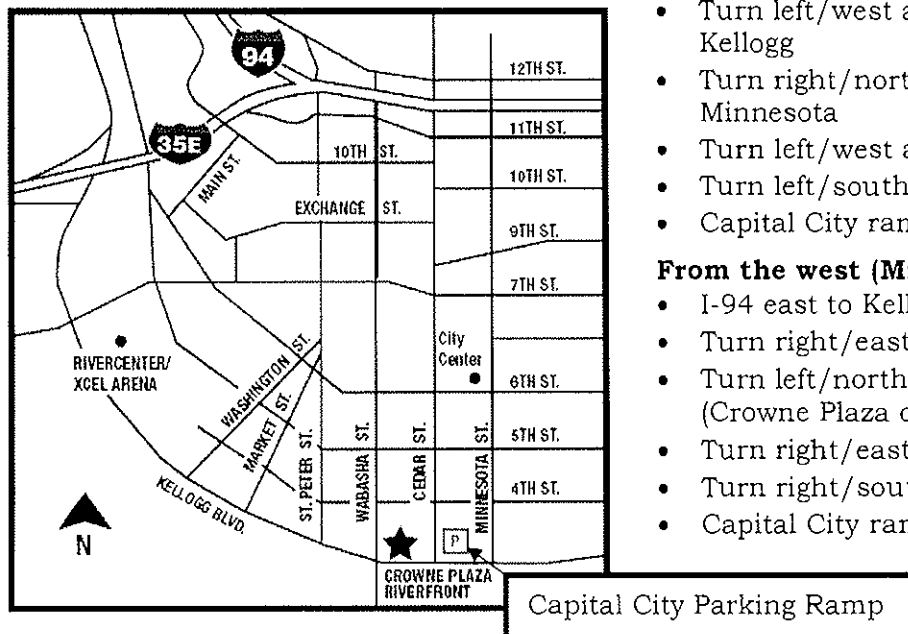 94
35E
12TH ST.
11TH ST.
10TH ST.
MAIN ST.
10TH ST.
EXCHANGE ST.
9TH ST.
7TH ST.
City
Center
RIVERCENTER/
XCEL ARENA
WASHINGTON ST.
6TH ST.
MARKET ST.
ST. PETER ST.
WABASHA ST.
CEDAR ST.
MINNESOTA ST.
5TH ST.
KELLOGG BLVD.
4TH ST.
P
N
CROWNE PLAZA
RIVERFRONT
Capital City Parking Ramp
• Turn left/west
Kellogg
• Turn right/nort
Minnesota
• Turn left/west
• Turn left/south
• Capital City ran
From the west (M
• I-94 east to Kell
• Turn right/east
• Turn left/north
(Crowne Plaza
• Turn right/east
• Turn right/sou
• Capital City ran